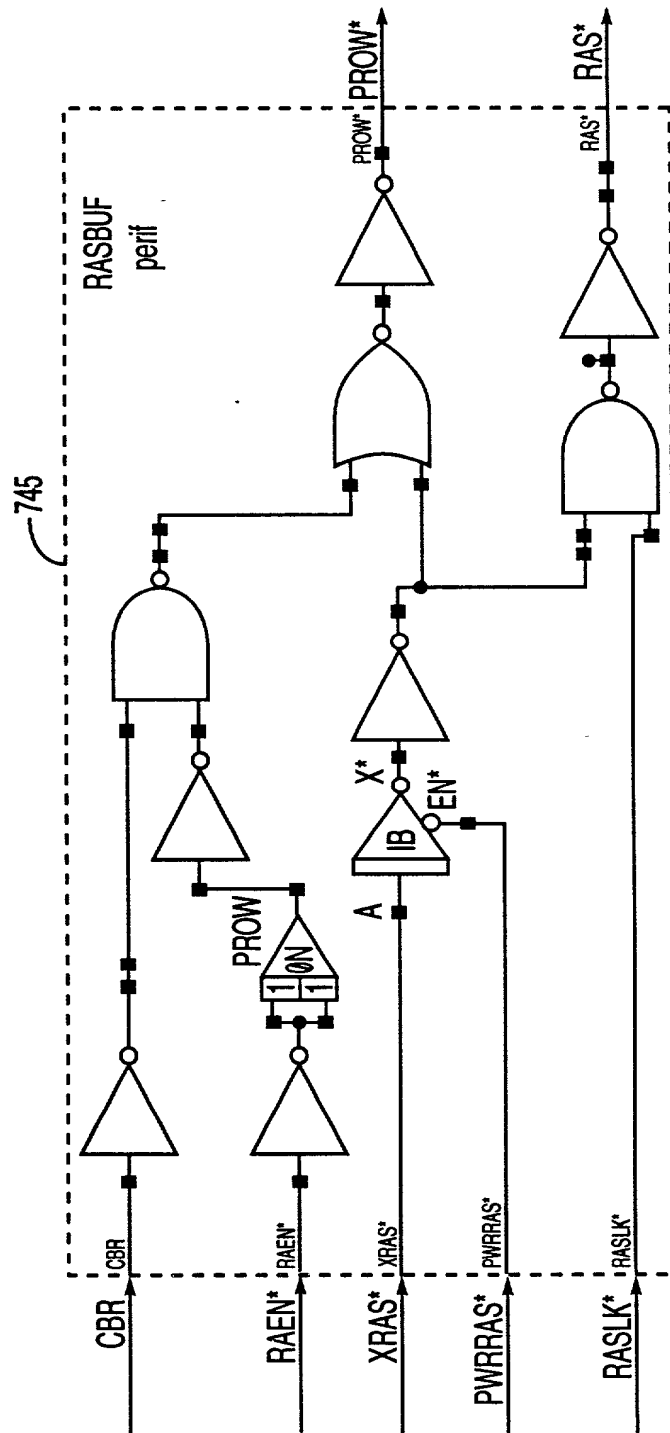 745
RASBUF
perif
CBR
CBR
RAEN*
RAEN*
PROW
1
1
ØN
XRAS*
XRAS*
A
IB
X*
EN*
PWRRAS*
PWRRAS*
RASLK*
RASLK*
PROW*
PROW*
RAS*
RAS*